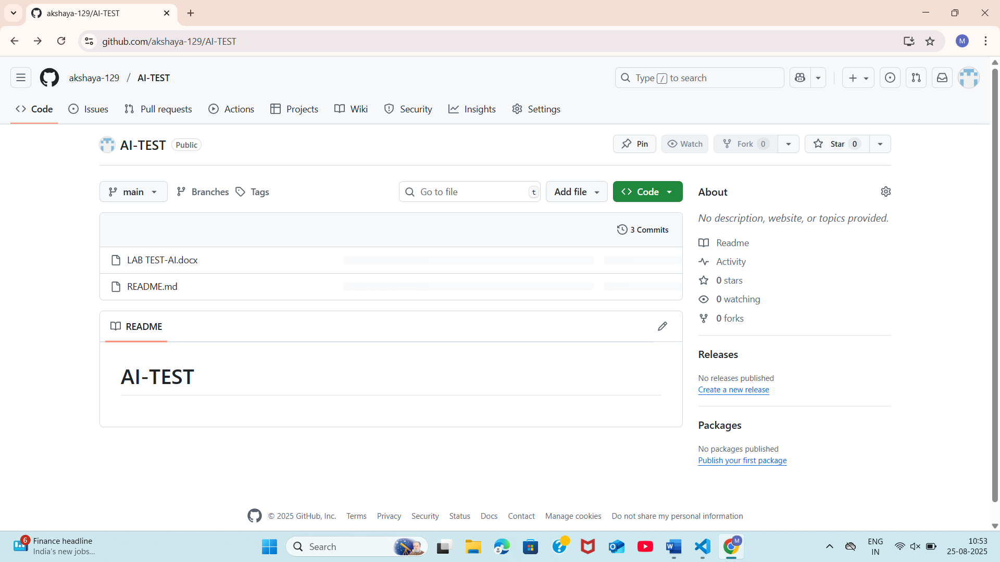 akshaya-129/AI-TEST
github.com/akshaya-129/AI-TEST
M
akshaya-129 / AI-TEST
Type / to search
Code Issues Pull requests Actions Projects Wiki Security Insights Settings
AI-TEST Public
Pin Watch Fork 0 Star 0
main Branches Tags Go to file t Add file Code
About
No description, website, or topics provided.
3 Commits
LAB TEST-AI.docx
README.md
Readme
Activity
0 stars
0 watching
0 forks
README
AI-TEST
Releases
No releases published
Create a new release
Packages
No packages published
Publish your first package
© 2025 GitHub, Inc. Terms Privacy Security Status Docs Contact Manage cookies Do not share my personal information
6
Finance headline
India's new jobs...
Search
W
M
ENG
IN
10:53
25-08-2025